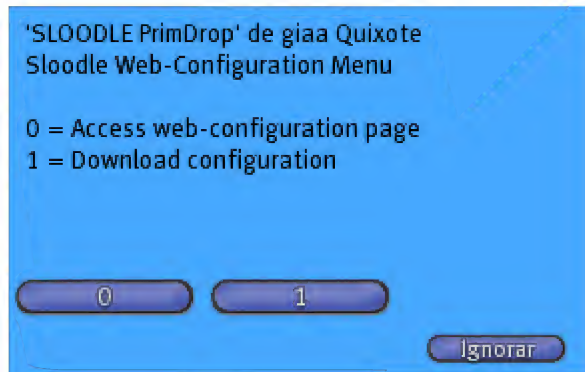 'SLOODLE PrimDrop' de giaa Quixote
Sloodle Web-Configuration Menu
0 = Access web-configuration page
1 = Download configuration
0 1
Ignorar